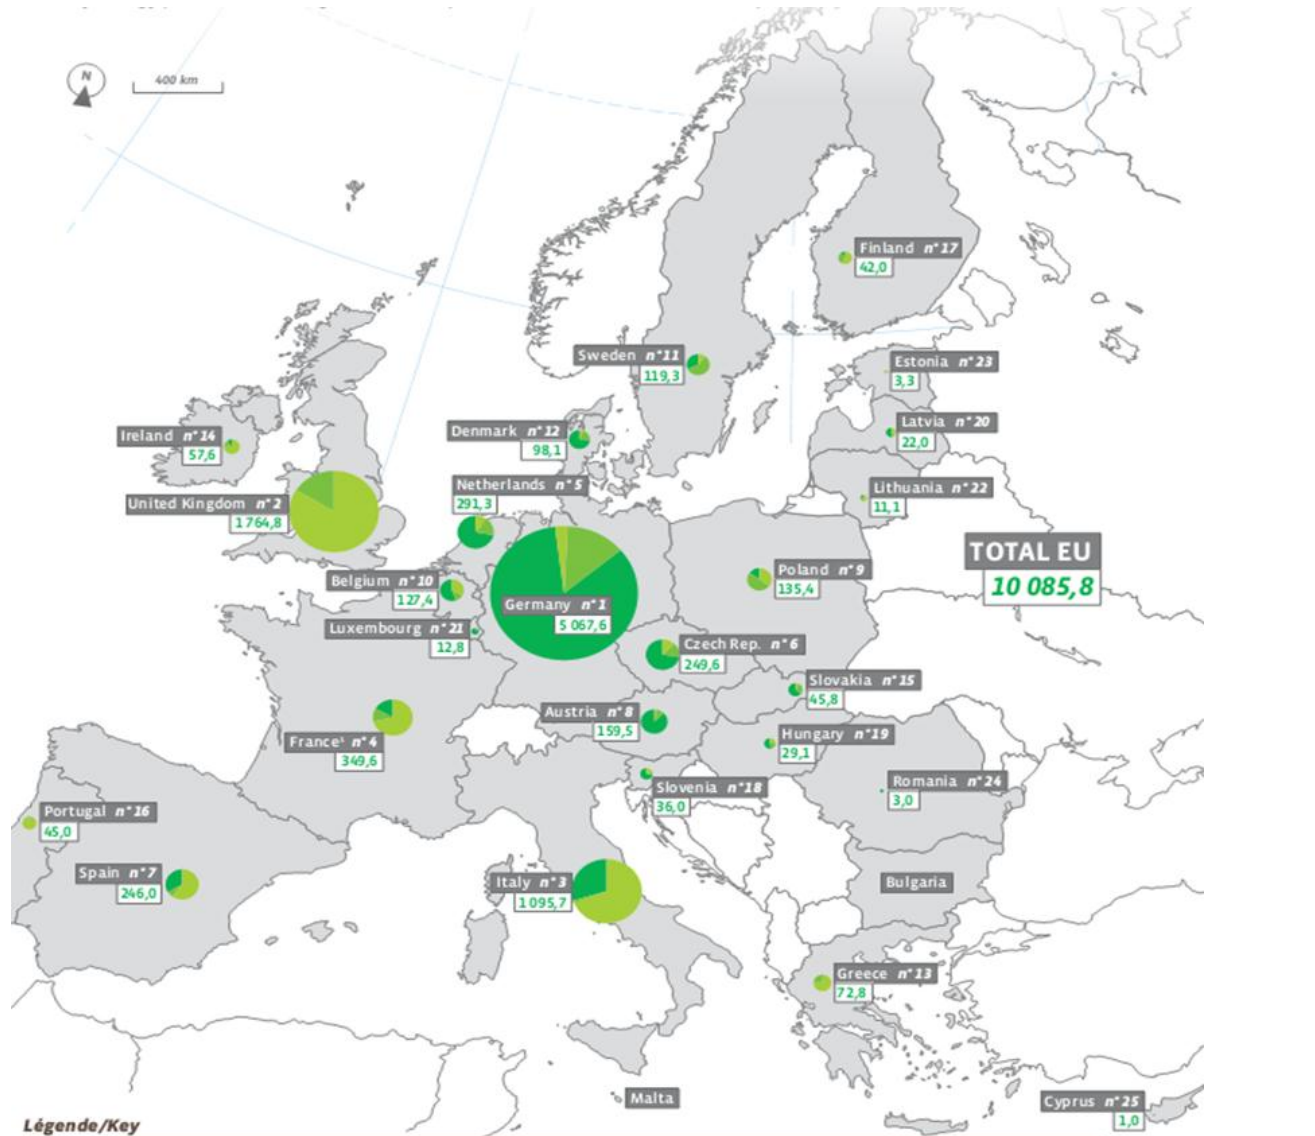 N
400 km
Finland n°17
42,0
Sweden n°11
119,3
Estonia n°23
3,3
Latvia n°20
22,0
Ireland n°14
57,6
Denmark n°12
98,1
Netherlands n°5
291,3
Lithuania n°22
11,1
United Kingdom n°2
1 764,8
TOTAL EU
10 085,8
Belgium n°10
127,4
Poland n°9
135,4
Germany n°1
5 067,6
Luxembourg n°21
12,8
Czech Rep. n°6
249,6
Slovakia n°15
45,8
Austria n°8
159,5
France¹ n°4
349,6
Hungary n°19
29,1
Slovenia n°18
36,0
Romania n°24
3,0
Portugal n°16
45,0
Spain n°7
246,0
Italy n°3
1 095,7
Bulgaria
Greece n°13
72,8
Malta
Cyprus n°25
1,0
Légende/Key